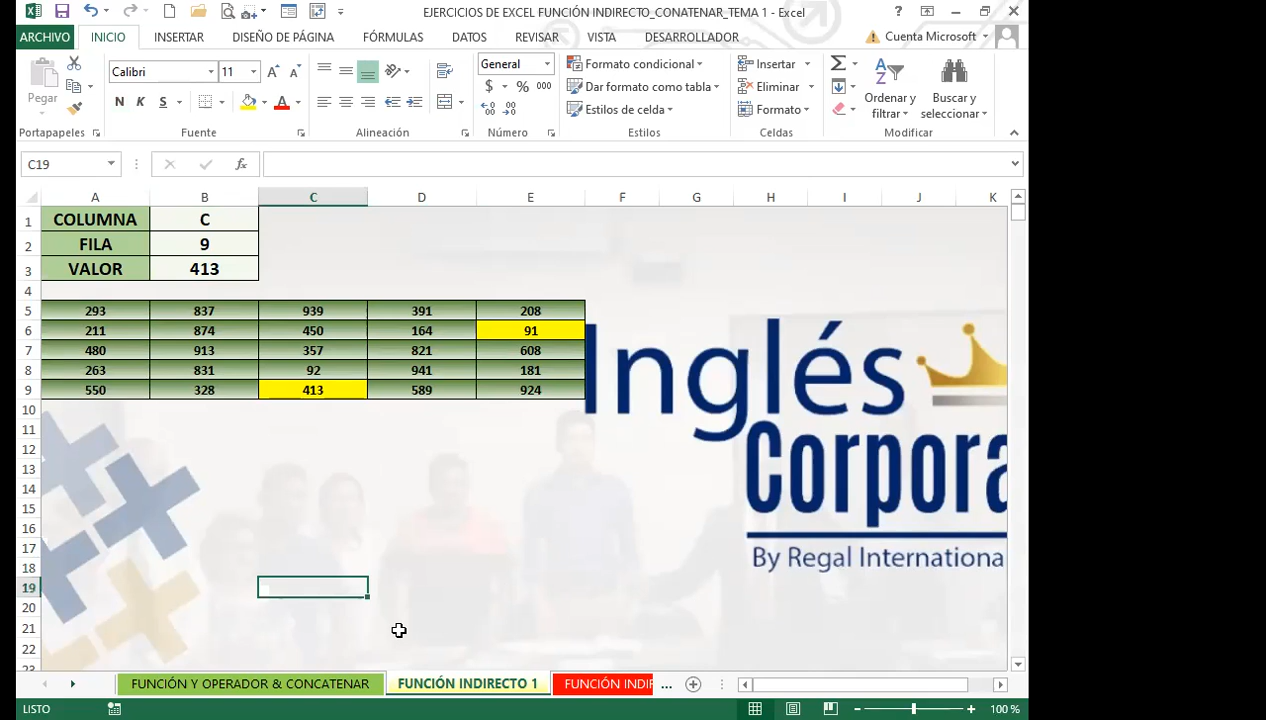 EJERCICIOS DE EXCEL FUNCIÓN INDIRECTO_CONATENAR_TEMA 1 - Excel
?
ARCHIVO INICIO INSERTAR DISEÑO DE PÁGINA FÓRMULAS DATOS REVISAR VISTA DESARROLLADOR Cuenta Microsoft
Pegar
Calibri 11
N K S A A A
General
$ % 000
Formato condicional
Dar formato como tabla
Estilos de celda
Insertar
Eliminar
Formato
Ordenar y filtrar
Buscar y seleccionar
Portapapeles Fuente Alineación Número Estilos Celdas Modificar
C19 fx
A B C D E F G H I J K
1 COLUMNA C
2 FILA 9
3 VALOR 413
4
5 293 837 939 391 208
6 211 874 450 164 91
7 480 913 357 821 608
8 263 831 92 941 181
9 550 328 413 589 924
10
11
12
13
14
15
16
17
18
19
20
21
22
23
Inglés
Corpora
By Regal Internationa
FUNCIÓN Y OPERADOR & CONCATENAR FUNCIÓN INDIRECTO 1 FUNCIÓN INDIR ...
LISTO 100 %